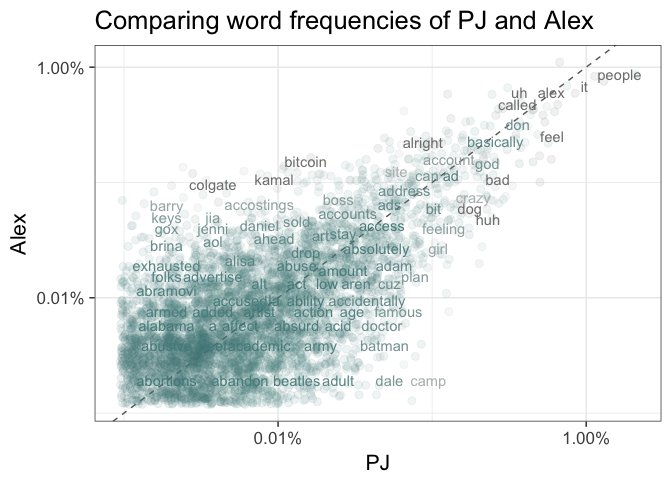 Comparing word frequencies of PJ and Alex
1.00%
people
it
uh alex
called
don
feel
alright
basically
bitcoin
account
god
site
cap ad
colgate
kamal
bad
address
boss
crazy
barry
accostings
ads
bit
dog
keys
jia
accounts
huh
gox
jenni
daniel
sold
access
feeling
aol
ahead
art
stay
brina
drop
absolutely
girl
alisa
exhausted
abuse
adam
folks
advertise
amount
plan
alt
act
low
aren
cuz
abramovi
0.01%
accused
ability
accidentally
armed
added
artist
action
age
famous
alabama
a
affect
absurd
acid
doctor
academic
army
batman
abortions
abandon
beatles
adult
dale
camp
Alex
0.01%
1.00%
PJ